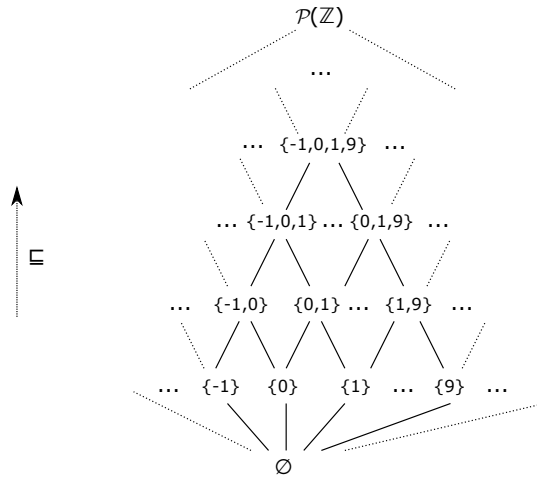 𝒫(ℤ)
...
... {-1,0,1,9} ...
... {-1,0,1} ... {0,1,9} ...
⊑
... {-1,0} {0,1} ... {1,9} ...
... {-1} {0} {1} ... {9} ...
∅